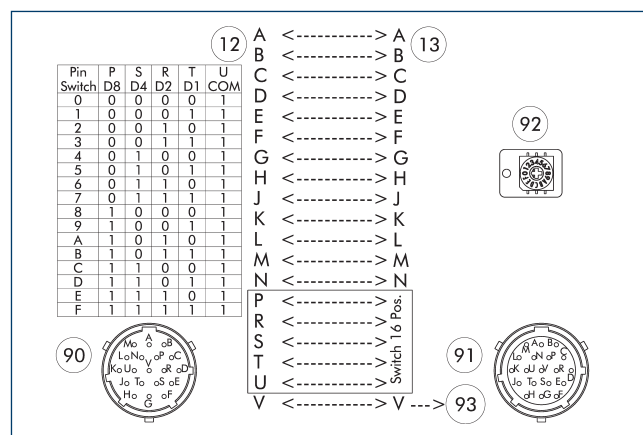 Pin P S R T U
Switch D8 D4 D2 D1 COM
0 0 0 0 0 1
1 0 0 0 1 1
2 0 0 1 0 1
3 0 0 1 1 1
4 0 1 0 0 1
5 0 1 0 1 1
6 0 1 1 0 1
7 0 1 1 1 1
8 1 0 0 0 1
9 1 0 0 1 1
A 1 0 1 0 1
B 1 0 1 1 1
C 1 1 0 0 1
D 1 1 0 1 1
E 1 1 1 0 1
F 1 1 1 1 1
12 13
A <------------> A
B <------------> B
C <------------> C
D <------------> D
E <------------> E
F <------------> F
G <------------> G
H <------------> H
J <------------> J
K <------------> K
L <------------> L
M <------------> M
N <------------> N
P <------------>
R <------------>
S <------------>
T <------------>
U <------------>
Switch 16 Pos.
V <------------> V ---> 93
92
90
A
M B
L N P C
V
K U R D
J T S E
H F
G
91
M A B C
L N P
K U V R D
J T S E
H G F